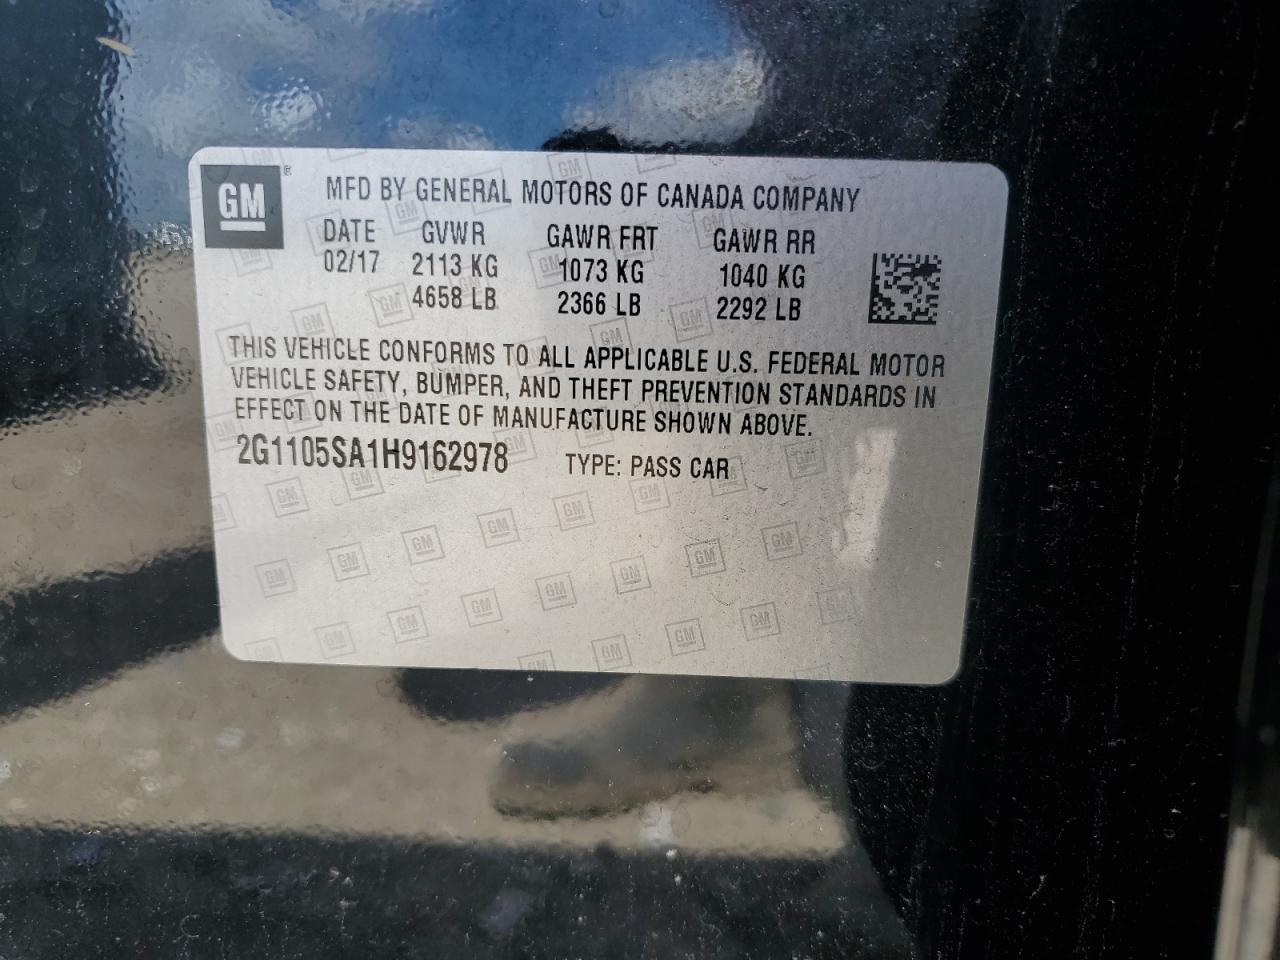 GM ®
MFD BY GENERAL MOTORS OF CANADA COMPANY
DATE GVWR GAWR FRT GAWR RR
02/17 2113 KG 1073 KG 1040 KG
4658 LB 2366 LB 2292 LB
THIS VEHICLE CONFORMS TO ALL APPLICABLE U.S. FEDERAL MOTOR
VEHICLE SAFETY, BUMPER, AND THEFT PREVENTION STANDARDS IN
EFFECT ON THE DATE OF MANUFACTURE SHOWN ABOVE.
2G1105SA1H9162978 TYPE: PASS CAR